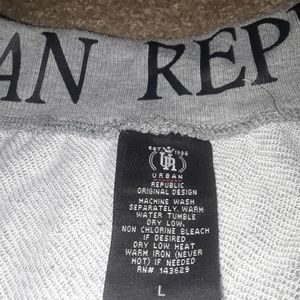 AN REP
EST 1986
UR
URBAN
REPUBLIC
ORIGINAL DESIGN
MACHINE WASH
SEPARATELY. WARM
WATER TUMBLE
DRY LOW.
NON CHLORINE BLEACH
IF DESIRED
DRY LOW HEAT
WARM IRON (NEVER
HOT) IF NEEDED
RN# 143629
L